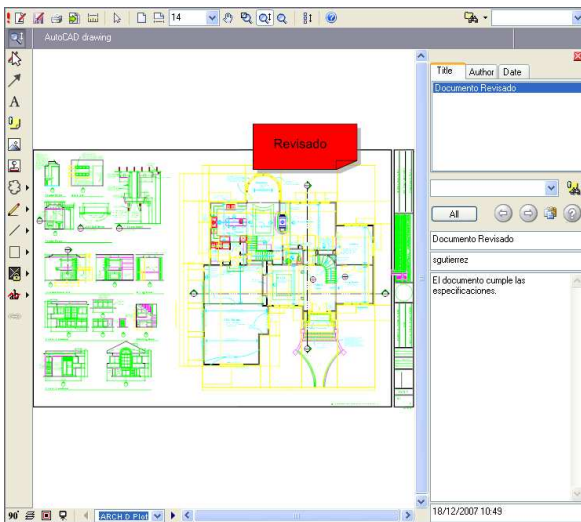 14
AutoCAD drawing
A
Title Author Date
Documento Revisado
Revisado
All
Documento Revisado
sgutierrez
El documento cumple las
especificaciones.
ab
90° ARCH D Plot
18/12/2007 10:49